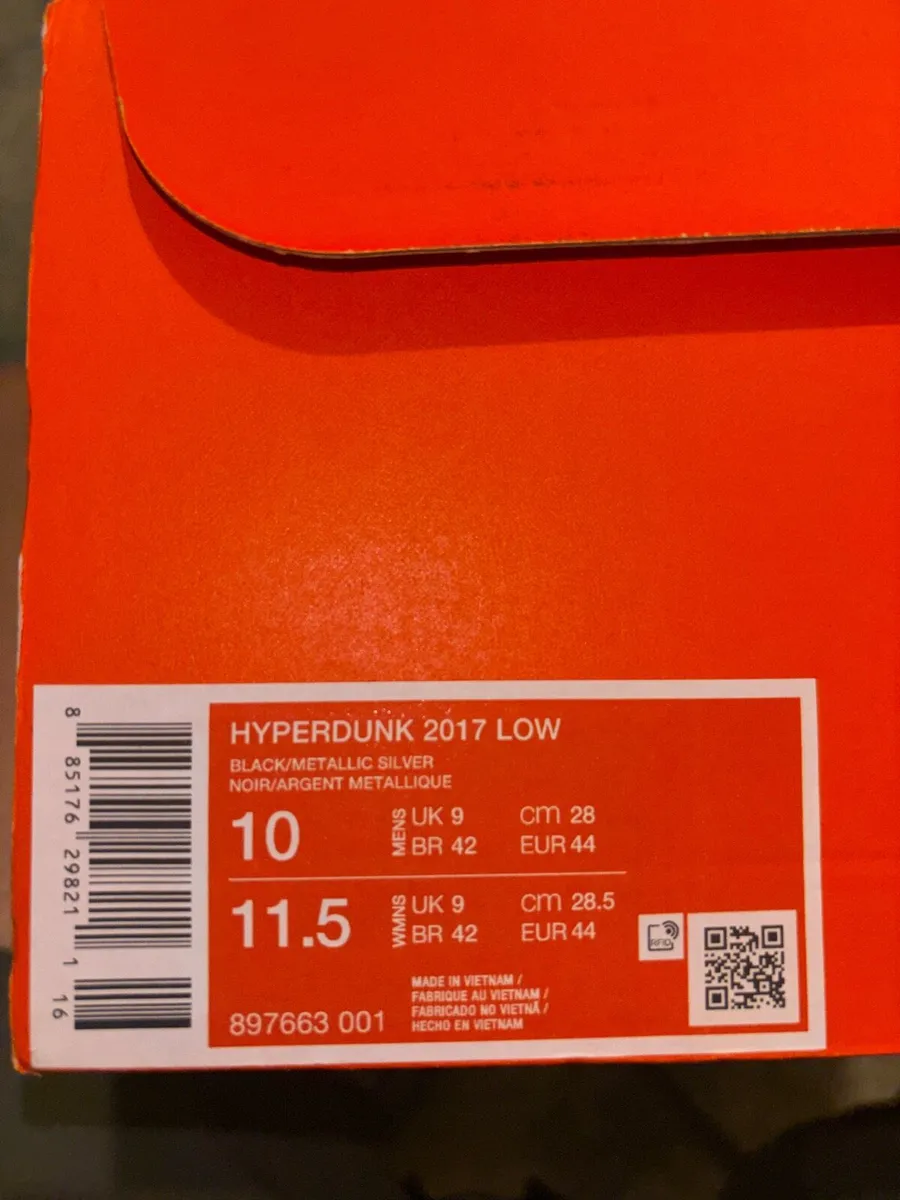 HYPERDUNK 2017 LOW
BLACK/METALLIC SILVER
NOIR/ARGENT METALLIQUE
10 MENS UK 9 cm 28
BR 42 EUR 44
11.5 WMNS UK 9 cm 28.5
BR 42 EUR 44
MADE IN VIETNAM /
FABRIQUE AU VIETNAM /
FABRICADO NO VIETNÃ /
HECHO EN VIETNAM
897663 001
RFID
8 85176 29821 1 16